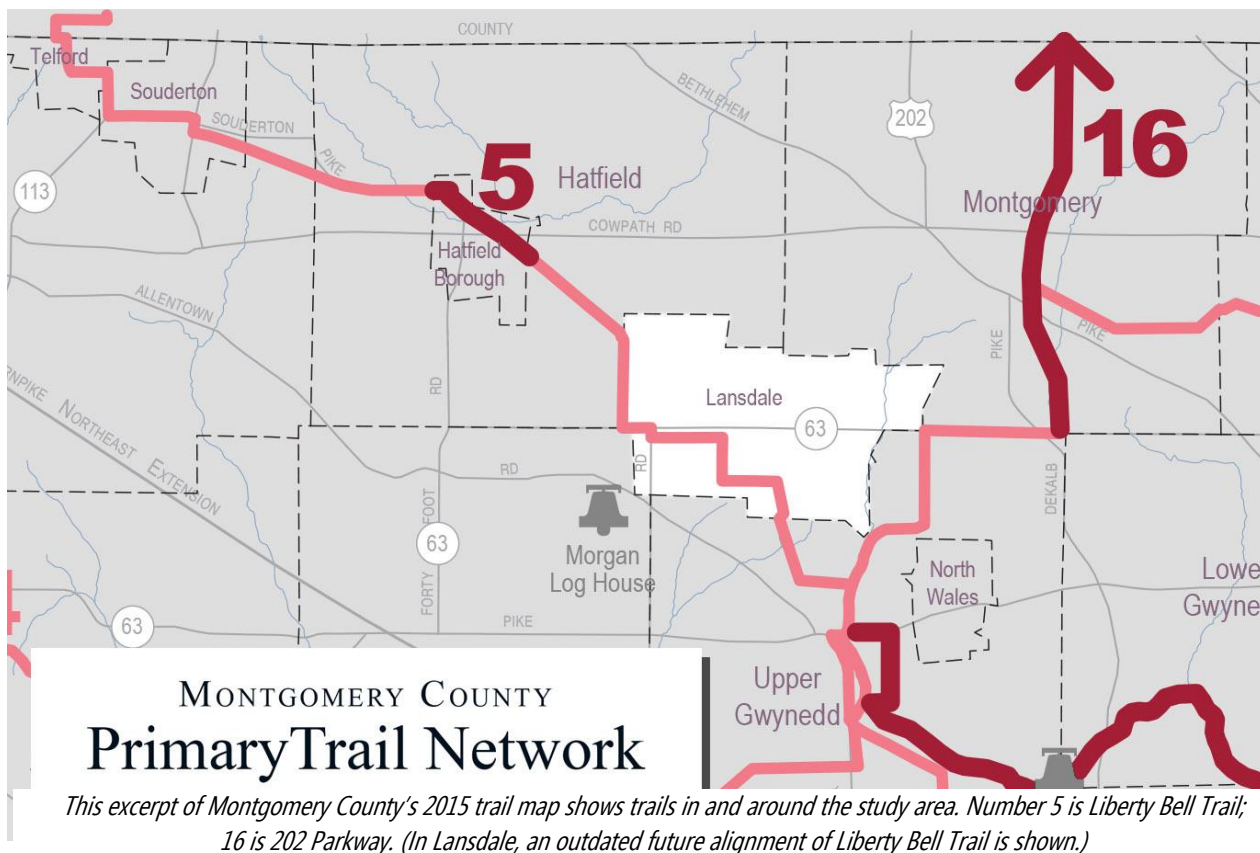 COUNTY
Telford
Souderton
SOUDERTON
PIKE
BETHLEHEM
202
16
5
Hatfield
113
Montgomery
COWPATH RD
Hatfield
Borough
ALLENTOWN
PIKE
PIKE
RD
Lansdale
63
RNPIKE NORTHEAST EXTENSION
RD
RD
DEKALB
FOOT
63
FORTY
Morgan
Log House
North
Wales
Lowe
Gwyne
63
PIKE
Upper
Gwynedd
MONTGOMERY COUNTY
PrimaryTrail Network
This excerpt of Montgomery County's 2015 trail map shows trails in and around the study area. Number 5 is Liberty Bell Trail;
16 is 202 Parkway. (In Lansdale, an outdated future alignment of Liberty Bell Trail is shown.)